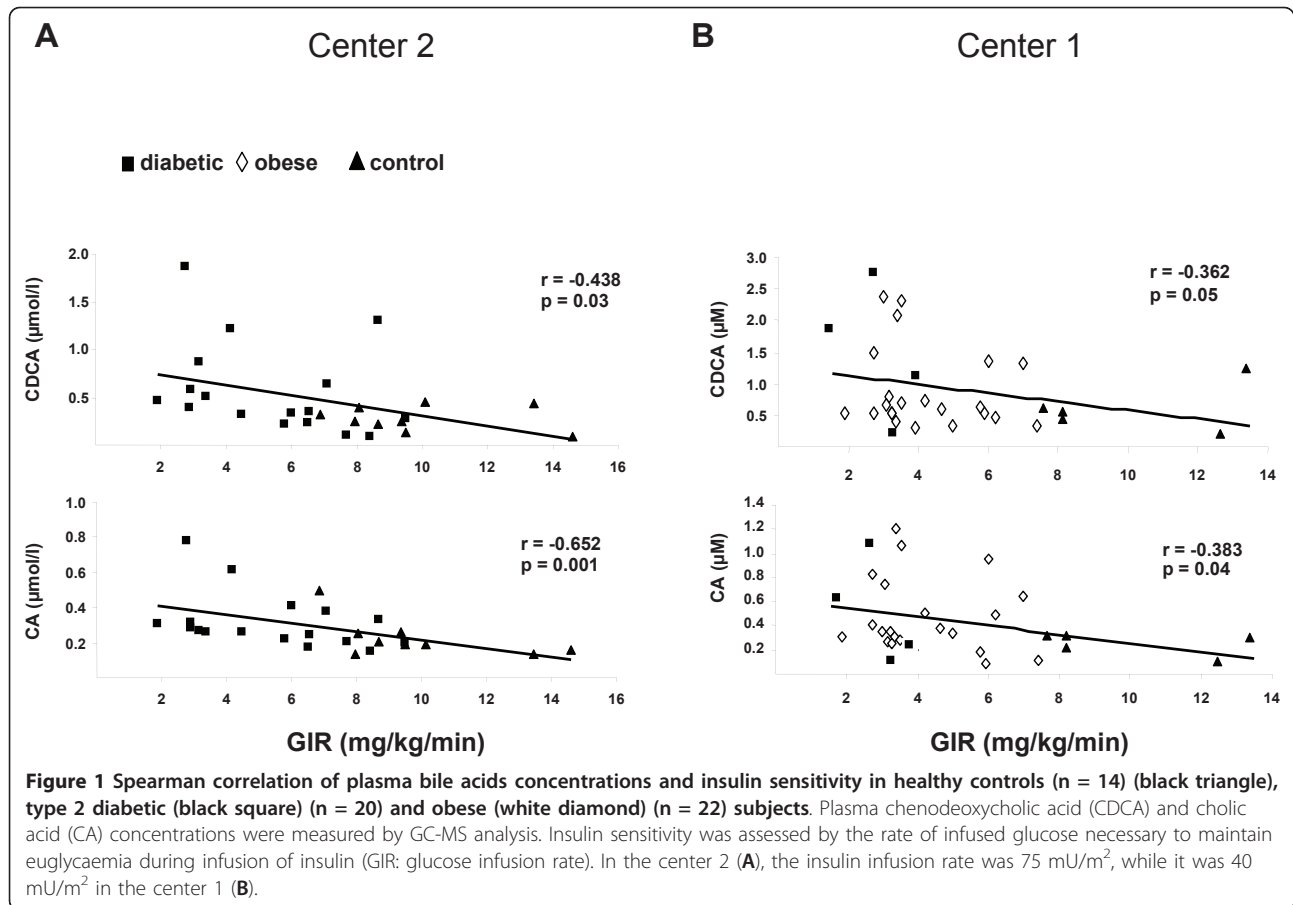 A
Center 2
B
Center 1
■ diabetic ◊ obese ▲ control
CDCA (µmol/l)
2.0
1.5
1.0
0.5
r = -0.438
p = 0.03
2 4 6 8 10 12 14 16
CDCA (µM)
3.0
2.5
2.0
1.5
1.0
0.5
r = -0.362
p = 0.05
2 4 6 8 10 12 14
CA (µmol/l)
1.0
0.8
0.6
0.4
0.2
r = -0.652
p = 0.001
2 4 6 8 10 12 14 16
GIR (mg/kg/min)
CA (µM)
1.4
1.2
1.0
0.8
0.6
0.4
0.2
r = -0.383
p = 0.04
2 4 6 8 10 12 14
GIR (mg/kg/min)
Figure 1 Spearman correlation of plasma bile acids concentrations and insulin sensitivity in healthy controls (n = 14) (black triangle),
type 2 diabetic (black square) (n = 20) and obese (white diamond) (n = 22) subjects. Plasma chenodeoxycholic acid (CDCA) and cholic
acid (CA) concentrations were measured by GC-MS analysis. Insulin sensitivity was assessed by the rate of infused glucose necessary to maintain
euglycaemia during infusion of insulin (GIR: glucose infusion rate). In the center 2 (A), the insulin infusion rate was 75 mU/m², while it was 40
mU/m² in the center 1 (B).